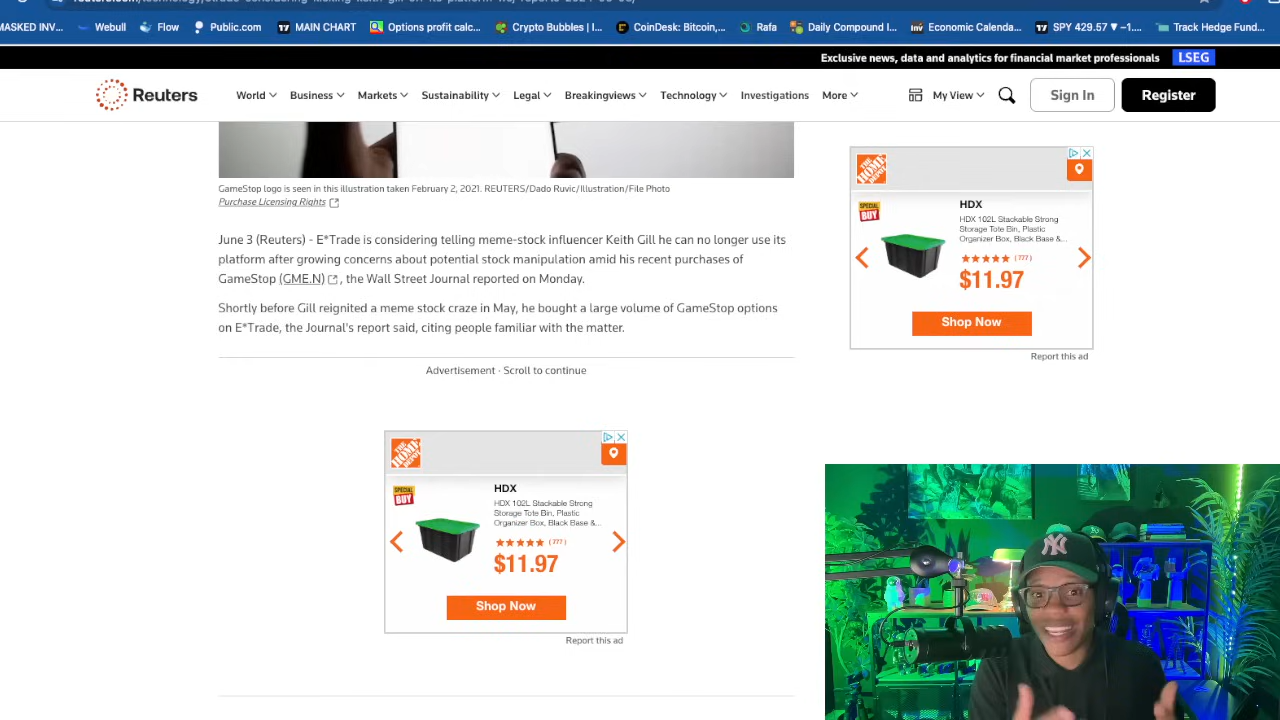 MASKED INV...
Webull
Flow
Public.com
MAIN CHART
Options profit calc...
Crypto Bubbles | I...
CoinDesk: Bitcoin,...
Rafa
Daily Compound I...
Economic Calenda...
SPY 429.57 ▼ −1....
Track Hedge Fund...
Exclusive news, data and analytics for financial market professionals
LSEG
Reuters
World
Business
Markets
Sustainability
Legal
Breakingviews
Technology
Investigations
More
My View
Sign In
Register
GameStop logo is seen in this illustration taken February 2, 2021. REUTERS/Dado Ruvic/Illustration/File Photo
Purchase Licensing Rights
June 3 (Reuters) - E*Trade is considering telling meme-stock influencer Keith Gill he can no longer use its
platform after growing concerns about potential stock manipulation amid his recent purchases of
GameStop (GME.N), the Wall Street Journal reported on Monday.
Shortly before Gill reignited a meme stock craze in May, he bought a large volume of GameStop options
on E*Trade, the Journal's report said, citing people familiar with the matter.
Advertisement · Scroll to continue
THE HOME DEPOT
SPECIAL BUY
HDX
HDX 102L Stackable Strong
Storage Tote Bin, Plastic
Organizer Box, Black Base &...
(777)
$11.97
Shop Now
Report this ad
THE HOME DEPOT
SPECIAL BUY
HDX
HDX 102L Stackable Strong
Storage Tote Bin, Plastic
Organizer Box, Black Base &...
(777)
$11.97
Shop Now
Report this ad
NY